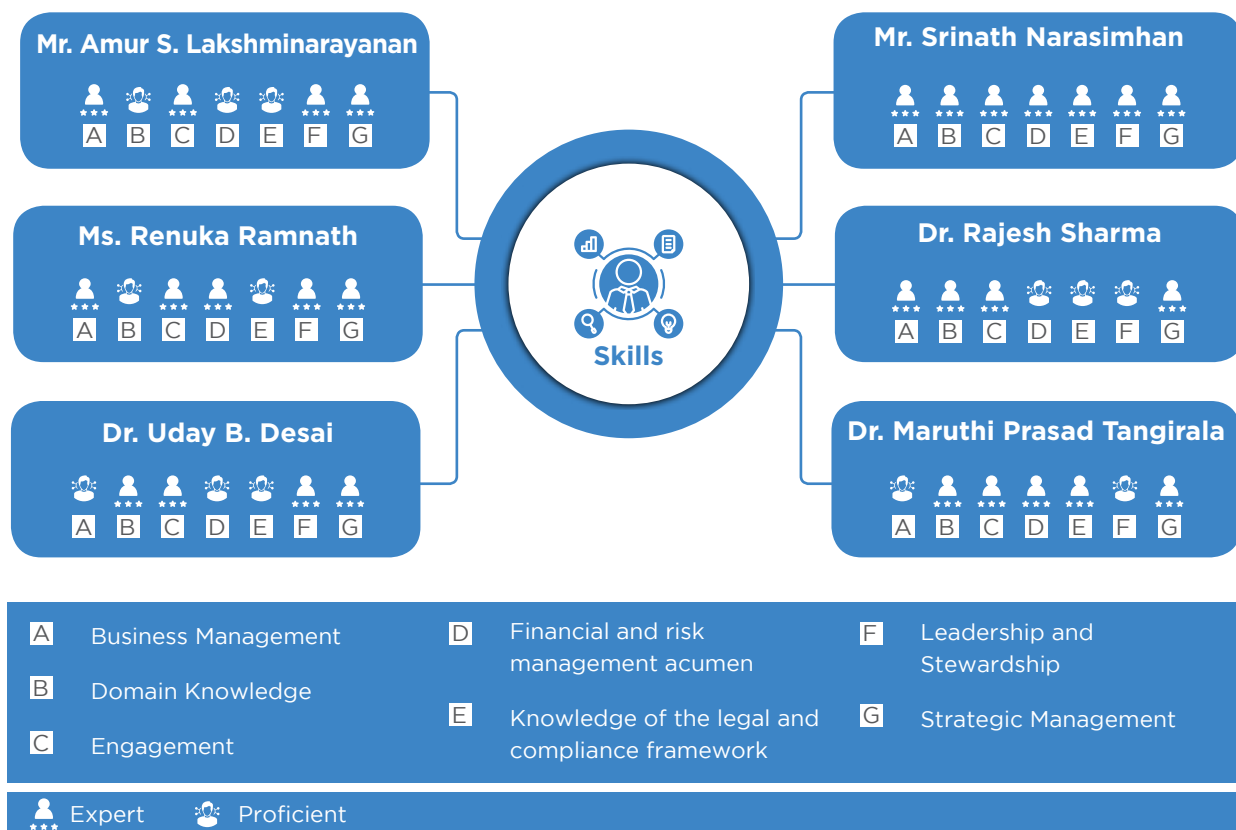 Mr. Amur S. Lakshminarayanan
A B C D E F G
Mr. Srinath Narasimhan
A B C D E F G
Ms. Renuka Ramnath
A B C D E F G
Dr. Rajesh Sharma
A B C D E F G
Dr. Uday B. Desai
A B C D E F G
Dr. Maruthi Prasad Tangirala
A B C D E F G
Skills
A Business Management
B Domain Knowledge
C Engagement
D Financial and risk
management acumen
E Knowledge of the legal and
compliance framework
F Leadership and
Stewardship
G Strategic Management
Expert Proficient